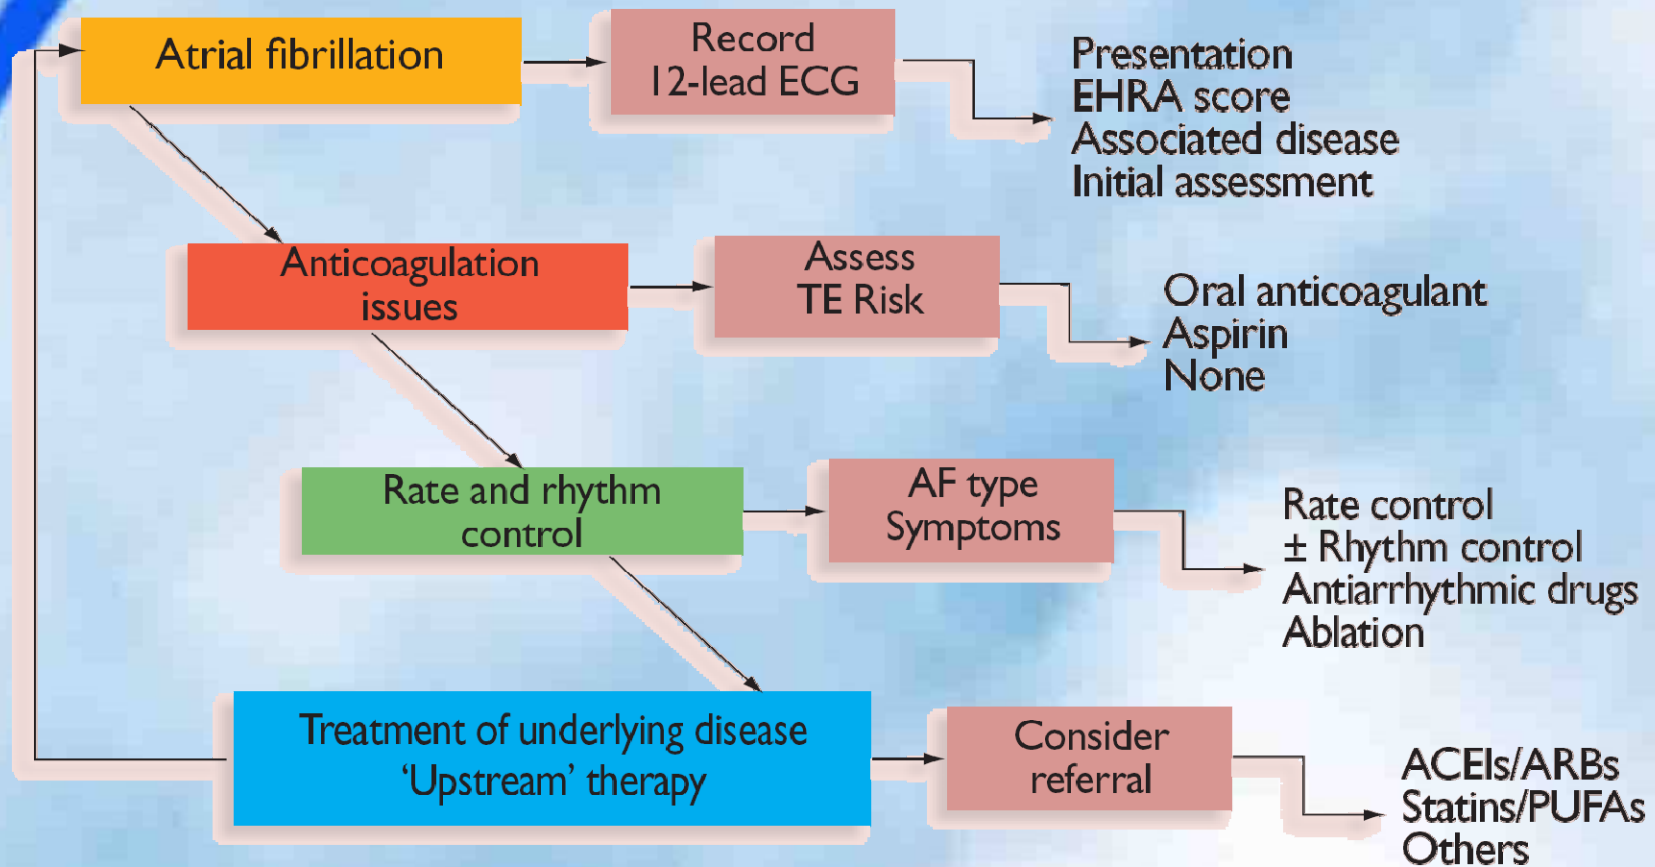 Atrial fibrillation
Record
12-lead ECG
Presentation
EHRA score
Associated disease
Initial assessment
Anticoagulation
issues
Assess
TE Risk
Oral anticoagulant
Aspirin
None
Rate and rhythm
control
AF type
Symptoms
Rate control
± Rhythm control
Antiarrhythmic drugs
Ablation
Treatment of underlying disease
‘Upstream’ therapy
Consider
referral
ACEIs/ARBs
Statins/PUFAs
Others